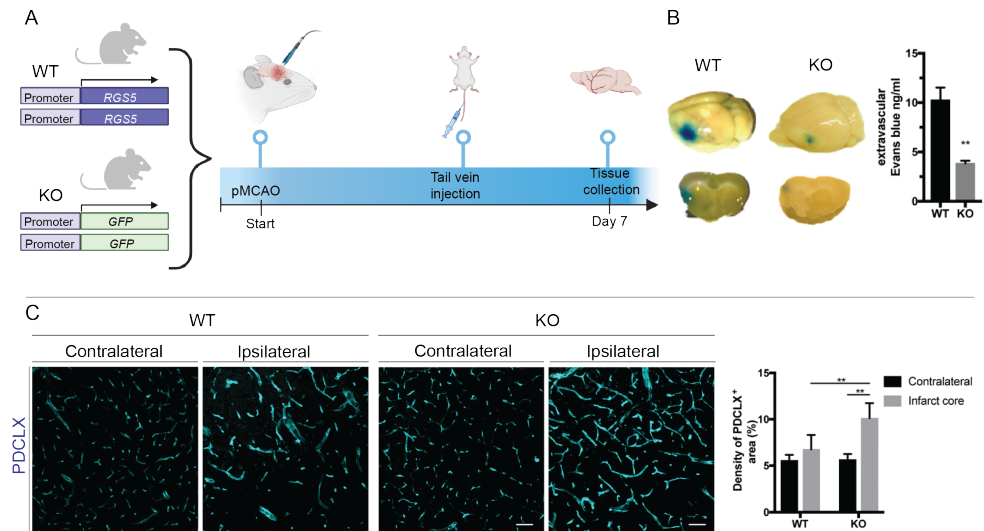 A
WT
Promoter RGS5
Promoter RGS5
KO
Promoter GFP
Promoter GFP
pMCAO
Start
Tail vein
injection
Tissue
collection
Day 7
B
WT KO
extravascular
Evans blue ng/ml
15
10
5
0
**
WT KO
C
WT KO
Contralateral Ipsilateral Contralateral Ipsilateral
PDCLX
Density of PDCLX+
area (%)
15
10
5
0
**
**
WT KO
Contralateral
Infarct core